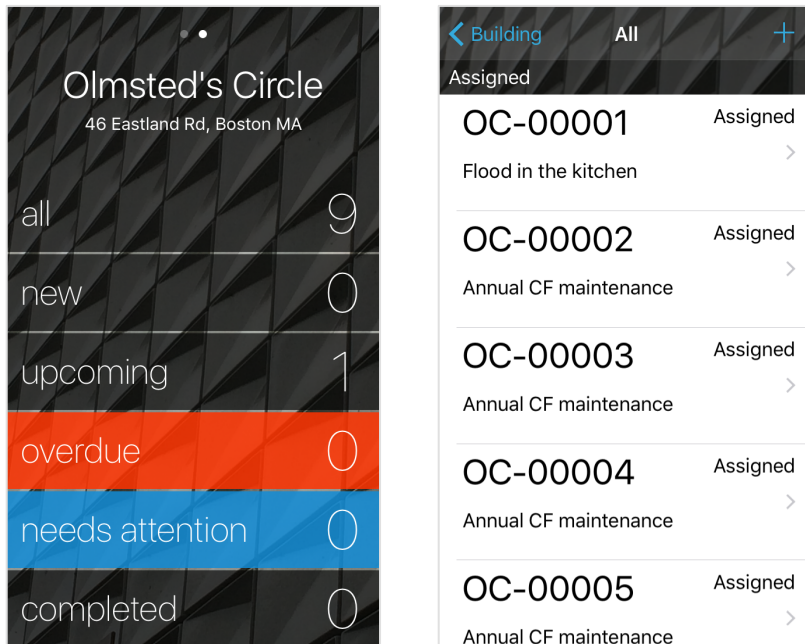 Olmsted's Circle
46 Eastland Rd, Boston MA
all 9
new 0
upcoming 1
overdue 0
needs attention 0
completed 0
Building All +
Assigned
OC-00001 Assigned
Flood in the kitchen
OC-00002 Assigned
Annual CF maintenance
OC-00003 Assigned
Annual CF maintenance
OC-00004 Assigned
Annual CF maintenance
OC-00005 Assigned
Annual CF maintenance